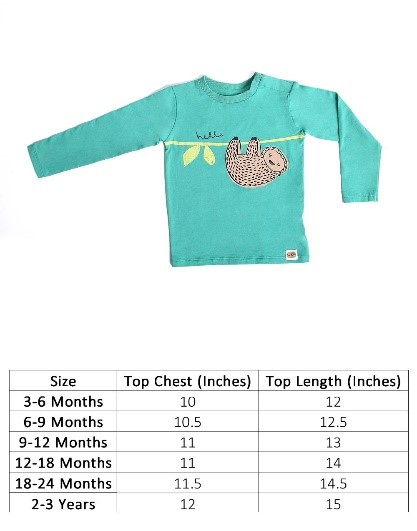 hello
Size Top Chest (Inches) Top Length (Inches)
3-6 Months 10 12
6-9 Months 10.5 12.5
9-12 Months 11 13
12-18 Months 11 14
18-24 Months 11.5 14.5
2-3 Years 12 15